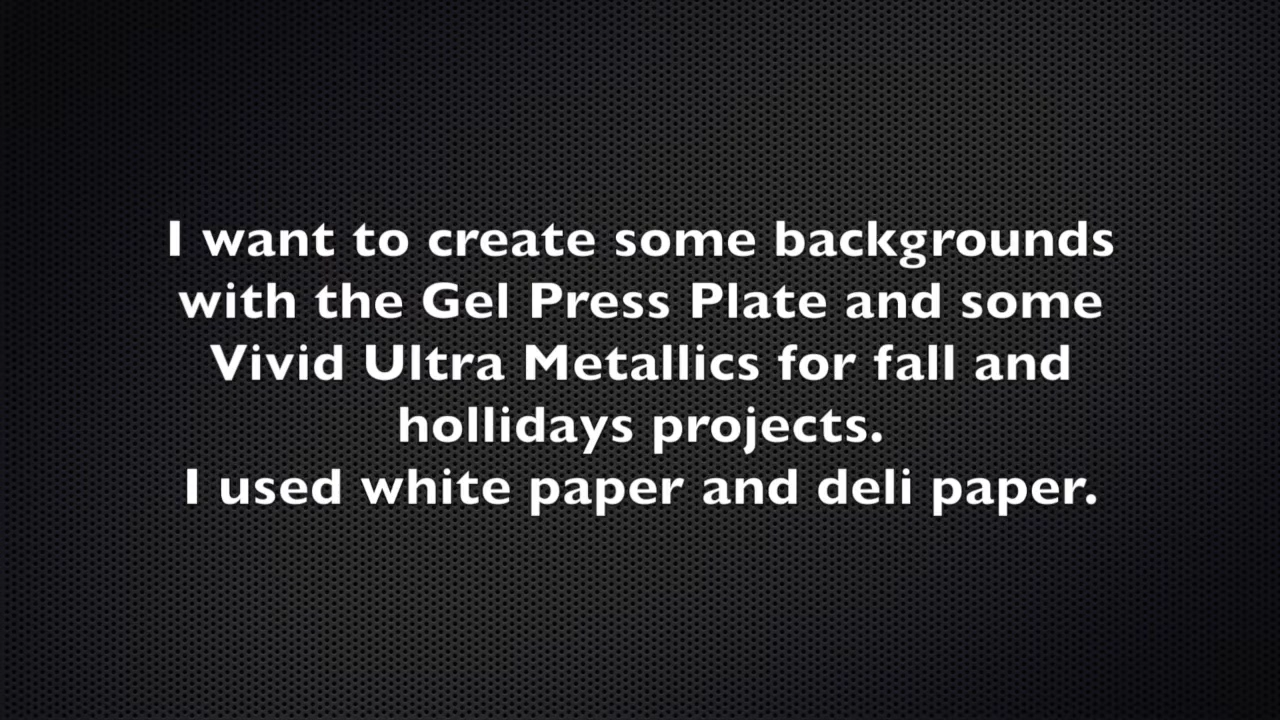 I want to create some backgrounds
with the Gel Press Plate and some
Vivid Ultra Metallics for fall and
hollidays projects.
I used white paper and deli paper.